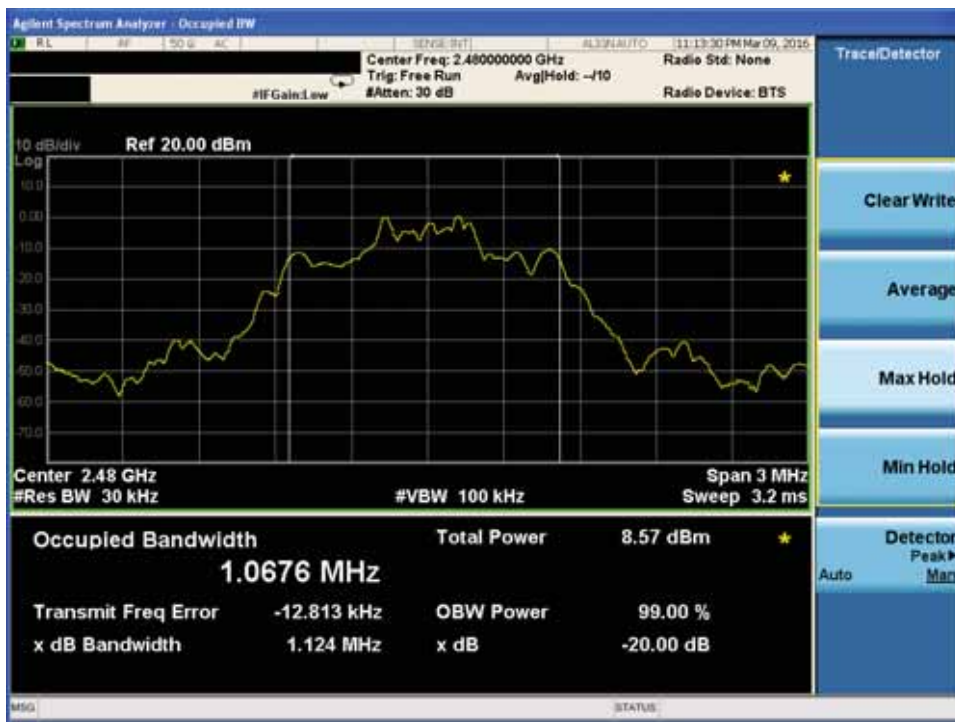 Agilent Spectrum Analyzer - Occupied BW
RL RF 50 Ω AC SENSE:INT ALIGNAUTO 11:13:30 PM Mar 09, 2016
Center Freq: 2.480000000 GHz Radio Std: None
Trig: Free Run Avg|Hold: --/10
#IFGain:Low #Atten: 30 dB Radio Device: BTS
10 dB/div Ref 20.00 dBm
Log
10.0
0.00
-10.0
-20.0
-30.0
-40.0
-50.0
-60.0
-70.0
Center 2.48 GHz Span 3 MHz
#Res BW 30 kHz #VBW 100 kHz Sweep 3.2 ms
Occupied Bandwidth Total Power 8.57 dBm
1.0676 MHz
Transmit Freq Error -12.813 kHz OBW Power 99.00 %
x dB Bandwidth 1.124 MHz x dB -20.00 dB
MSG STATUS
Trace/Detector
Clear Write
Average
Max Hold
Min Hold
Detector
Peak▶
Auto Man